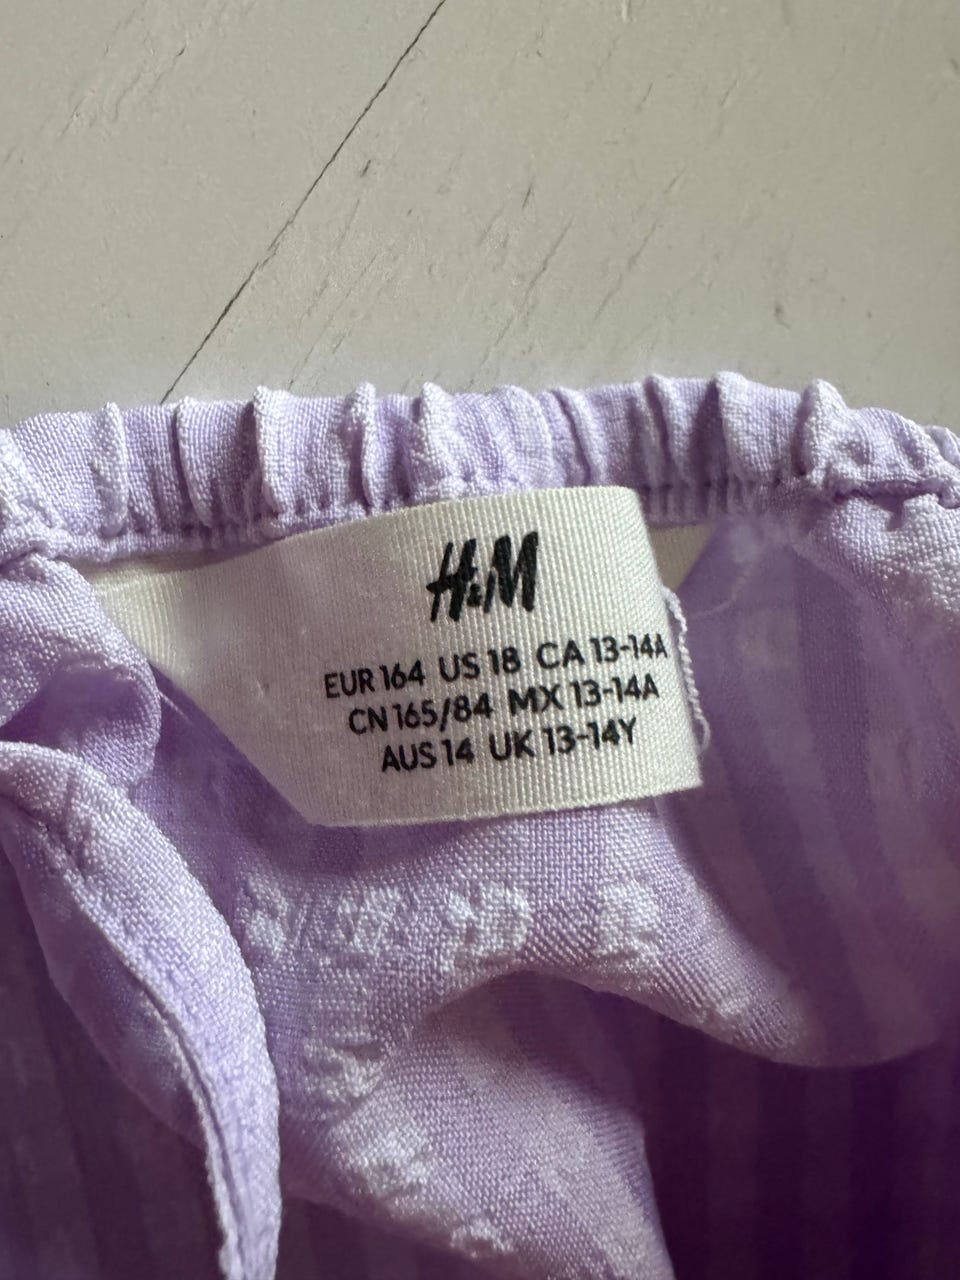 H&M
EUR 164 US 18 CA 13-14A
CN 165/84 MX 13-14A
AUS 14 UK 13-14Y